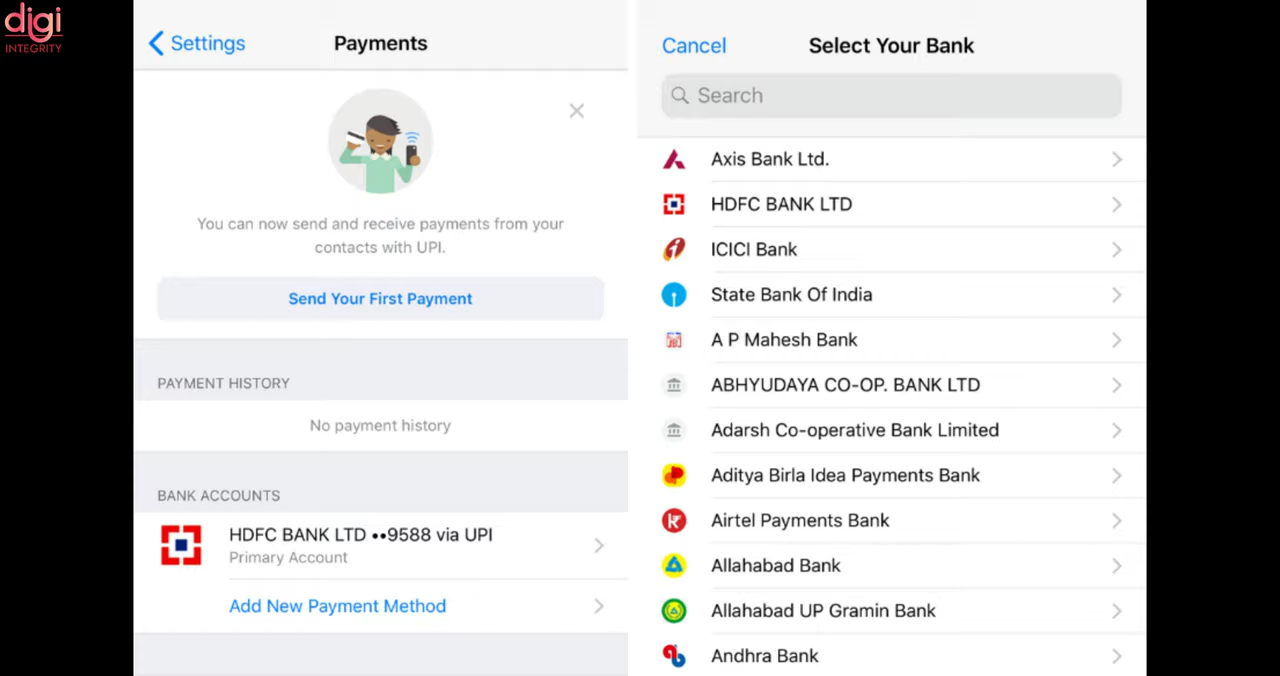 digi
INTEGRITY
Settings
Payments
You can now send and receive payments from your
contacts with UPI.
Send Your First Payment
PAYMENT HISTORY
No payment history
BANK ACCOUNTS
HDFC BANK LTD ••9588 via UPI
Primary Account
Add New Payment Method
Cancel
Select Your Bank
Search
Axis Bank Ltd.
HDFC BANK LTD
ICICI Bank
State Bank Of India
A P Mahesh Bank
ABHYUDAYA CO-OP. BANK LTD
Adarsh Co-operative Bank Limited
Aditya Birla Idea Payments Bank
Airtel Payments Bank
Allahabad Bank
Allahabad UP Gramin Bank
Andhra Bank